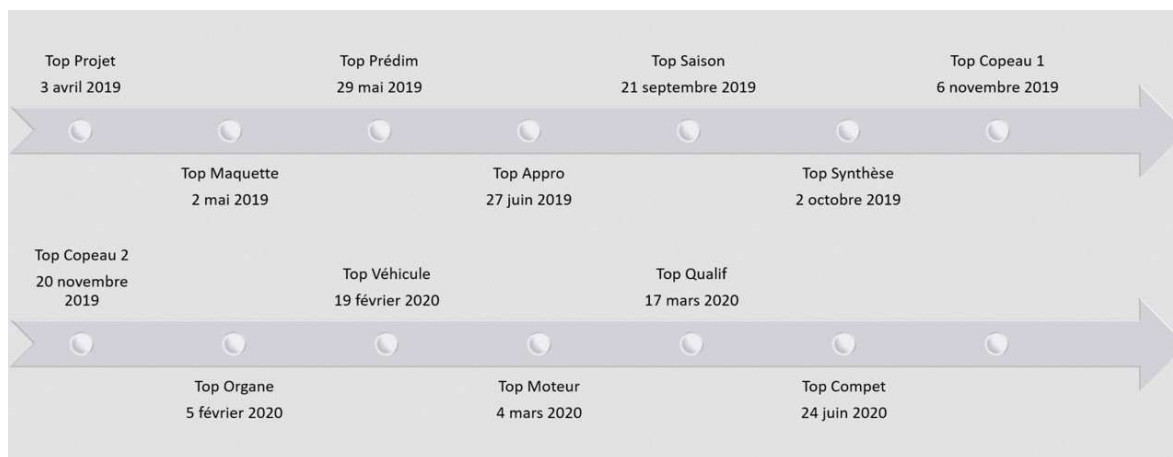 Top Projet
3 avril 2019
Top Prédim
29 mai 2019
Top Saison
21 septembre 2019
Top Copeau 1
6 novembre 2019
Top Maquette
2 mai 2019
Top Appro
27 juin 2019
Top Synthèse
2 octobre 2019
Top Copeau 2
20 novembre
2019
Top Véhicule
19 février 2020
Top Qualif
17 mars 2020
Top Organe
5 février 2020
Top Moteur
4 mars 2020
Top Compet
24 juin 2020